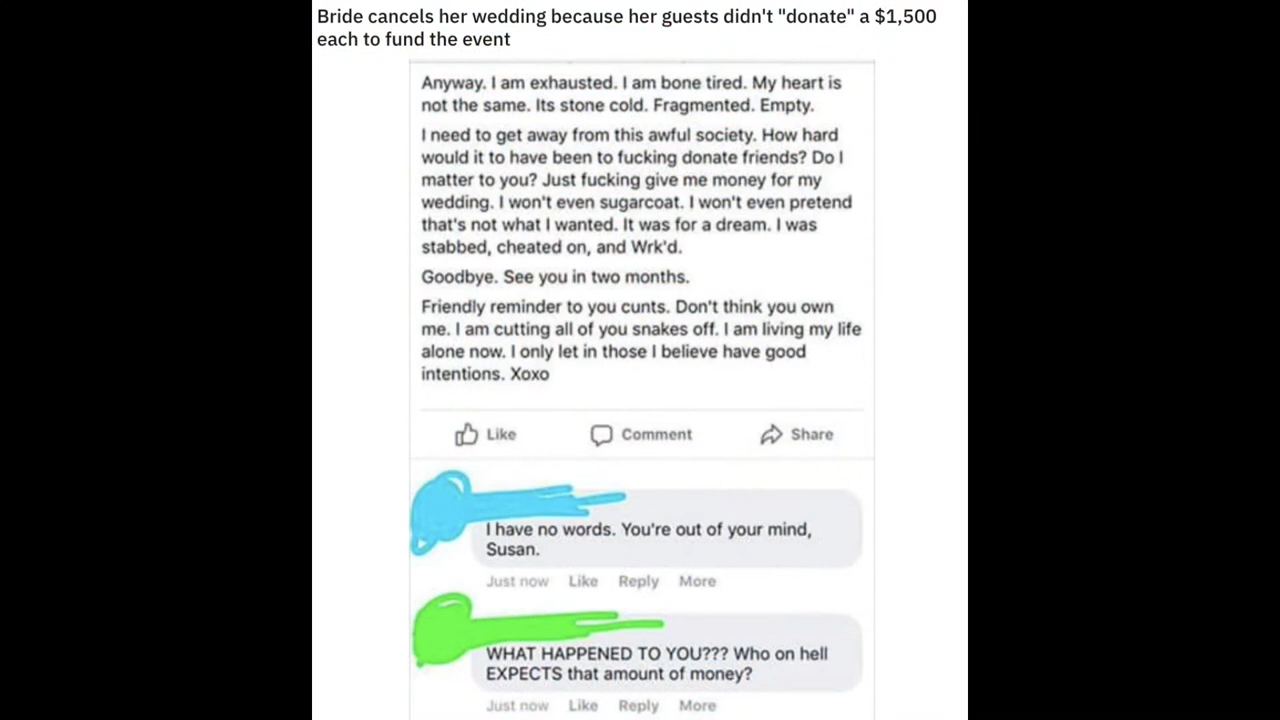 Bride cancels her wedding because her guests didn't "donate" a $1,500
each to fund the event
Anyway. I am exhausted. I am bone tired. My heart is
not the same. Its stone cold. Fragmented. Empty.
I need to get away from this awful society. How hard
would it to have been to fucking donate friends? Do I
matter to you? Just fucking give me money for my
wedding. I won't even sugarcoat. I won't even pretend
that's not what I wanted. It was for a dream. I was
stabbed, cheated on, and Wrk'd.
Goodbye. See you in two months.
Friendly reminder to you cunts. Don't think you own
me. I am cutting all of you snakes off. I am living my life
alone now. I only let in those I believe have good
intentions. Xoxo
Like Comment Share
I have no words. You're out of your mind,
Susan.
Just now Like Reply More
WHAT HAPPENED TO YOU??? Who on hell
EXPECTS that amount of money?
Just now Like Reply More